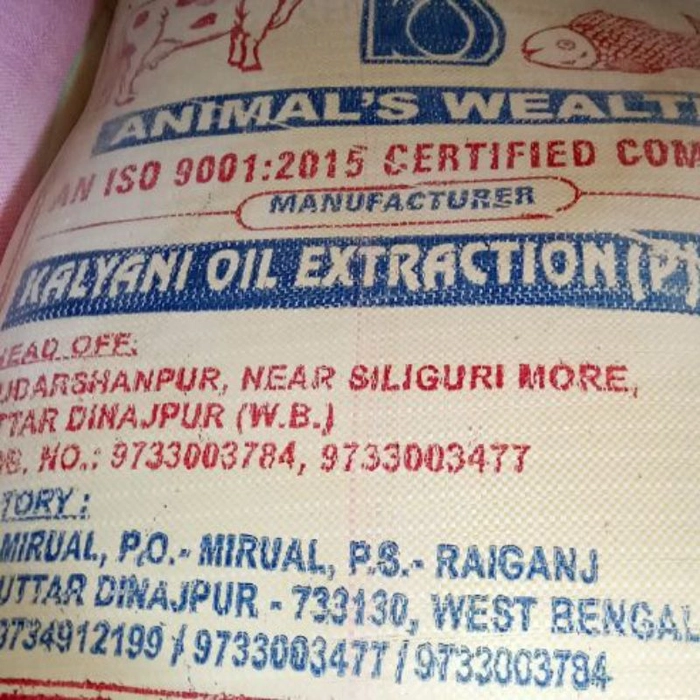 ANIMAL'S WEALT
AN ISO 9001:2015 CERTIFIED COM
MANUFACTURER
KALYANI OIL EXTRACTION (P)
HEAD OFF.:
UDARSHANPUR, NEAR SILIGURI MORE,
TTAR DINAJPUR (W.B.)
NO.: 9733003784, 9733003477
TORY :
MIRUAL, P.O.- MIRUAL, P.S.- RAIGANJ
UTTAR DINAJPUR - 733130, WEST BENGAL
9734912199 / 9733003477 / 9733003784